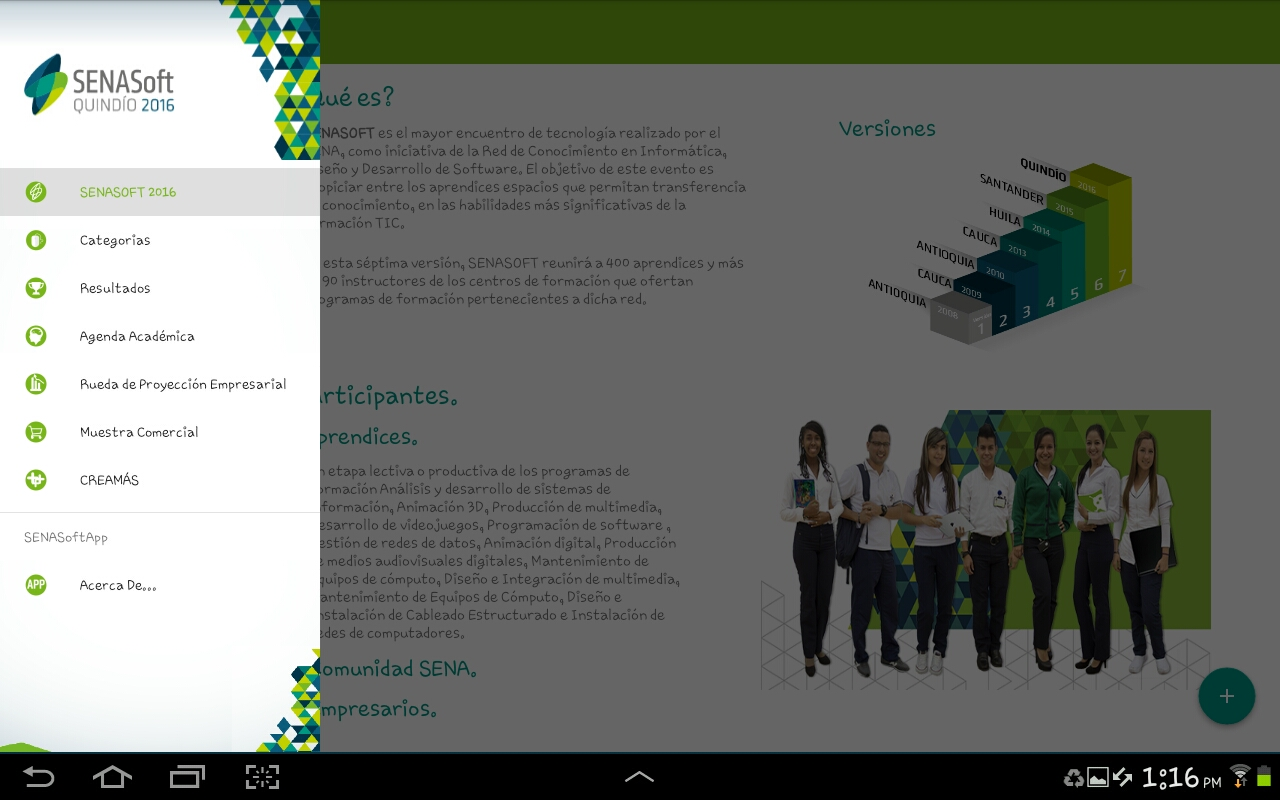 SENASoft
QUINDÍO 2016
SENASOFT 2016
Categorias
Resultados
Agenda Académica
Rueda de Proyección Empresarial
Muestra Comercial
CREAMÁS
SENASoftApp
APP
Acerca De...
ué es?
NASOFT es el mayor encuentro de tecnología realizado por el
NA, como iniciativa de la Red de Conocimiento en Informática,
seño y Desarrollo de Software. El objetivo de este evento es
opiciar entre los aprendices espacios que permitan transferencia
conocimiento, en las habilidades más significativas de la
rmación TIC.
esta séptima versión, SENASOFT reunirá a 400 aprendices y más
90 instructores de los centros de formación que ofertan
ogramas de formación pertenecientes a dicha red.
Versiones
QUINDÍO 2016 7
SANTANDER 2015 6
HUILA 2014 5
CAUCA 2013 4
ANTIOQUIA 2010 3
CAUCA 2009 2
ANTIOQUIA 2008 1
rticipantes.
prendices.
n etapa lectiva o productiva de los programas de
ormación Análisis y desarrollo de sistemas de
nformación, Animación 3D, Producción de multimedia,
esarrollo de videojuegos, Programación de software ,
estión de redes de datos, Animación digital, Producción
e medios audiovisuales digitales, Mantenimiento de
quipos de cómputo, Diseño e Integración de multimedia,
antenimiento de Equipos de Cómputo, Diseño e
nstalación de Cableado Estructurado e Instalación de
edes de computadores.
omunidad SENA.
mpresarios.
1:16 PM